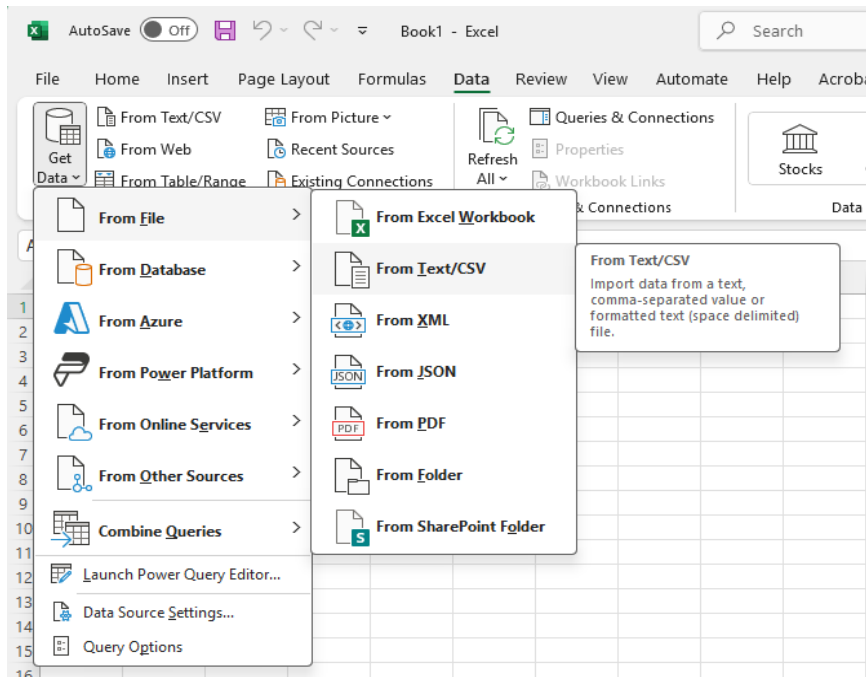 AutoSave Off Book1 - Excel Search
File Home Insert Page Layout Formulas Data Review View Automate Help Acroba
Get Data
From Text/CSV
From Web
From Table/Range
From Picture
Recent Sources
Existing Connections
Refresh All
Queries & Connections
Properties
Workbook Links
& Connections
Stocks
Data
From File
From Database
From Azure
From Power Platform
From Online Services
From Other Sources
Combine Queries
Launch Power Query Editor...
Data Source Settings...
Query Options
From Excel Workbook
From Text/CSV
From XML
JSON From JSON
PDF From PDF
From Folder
From SharePoint Folder
From Text/CSV
Import data from a text,
comma-separated value or
formatted text (space delimited)
file.
1
2
3
4
5
6
7
8
9
10
11
12
13
14
15
16